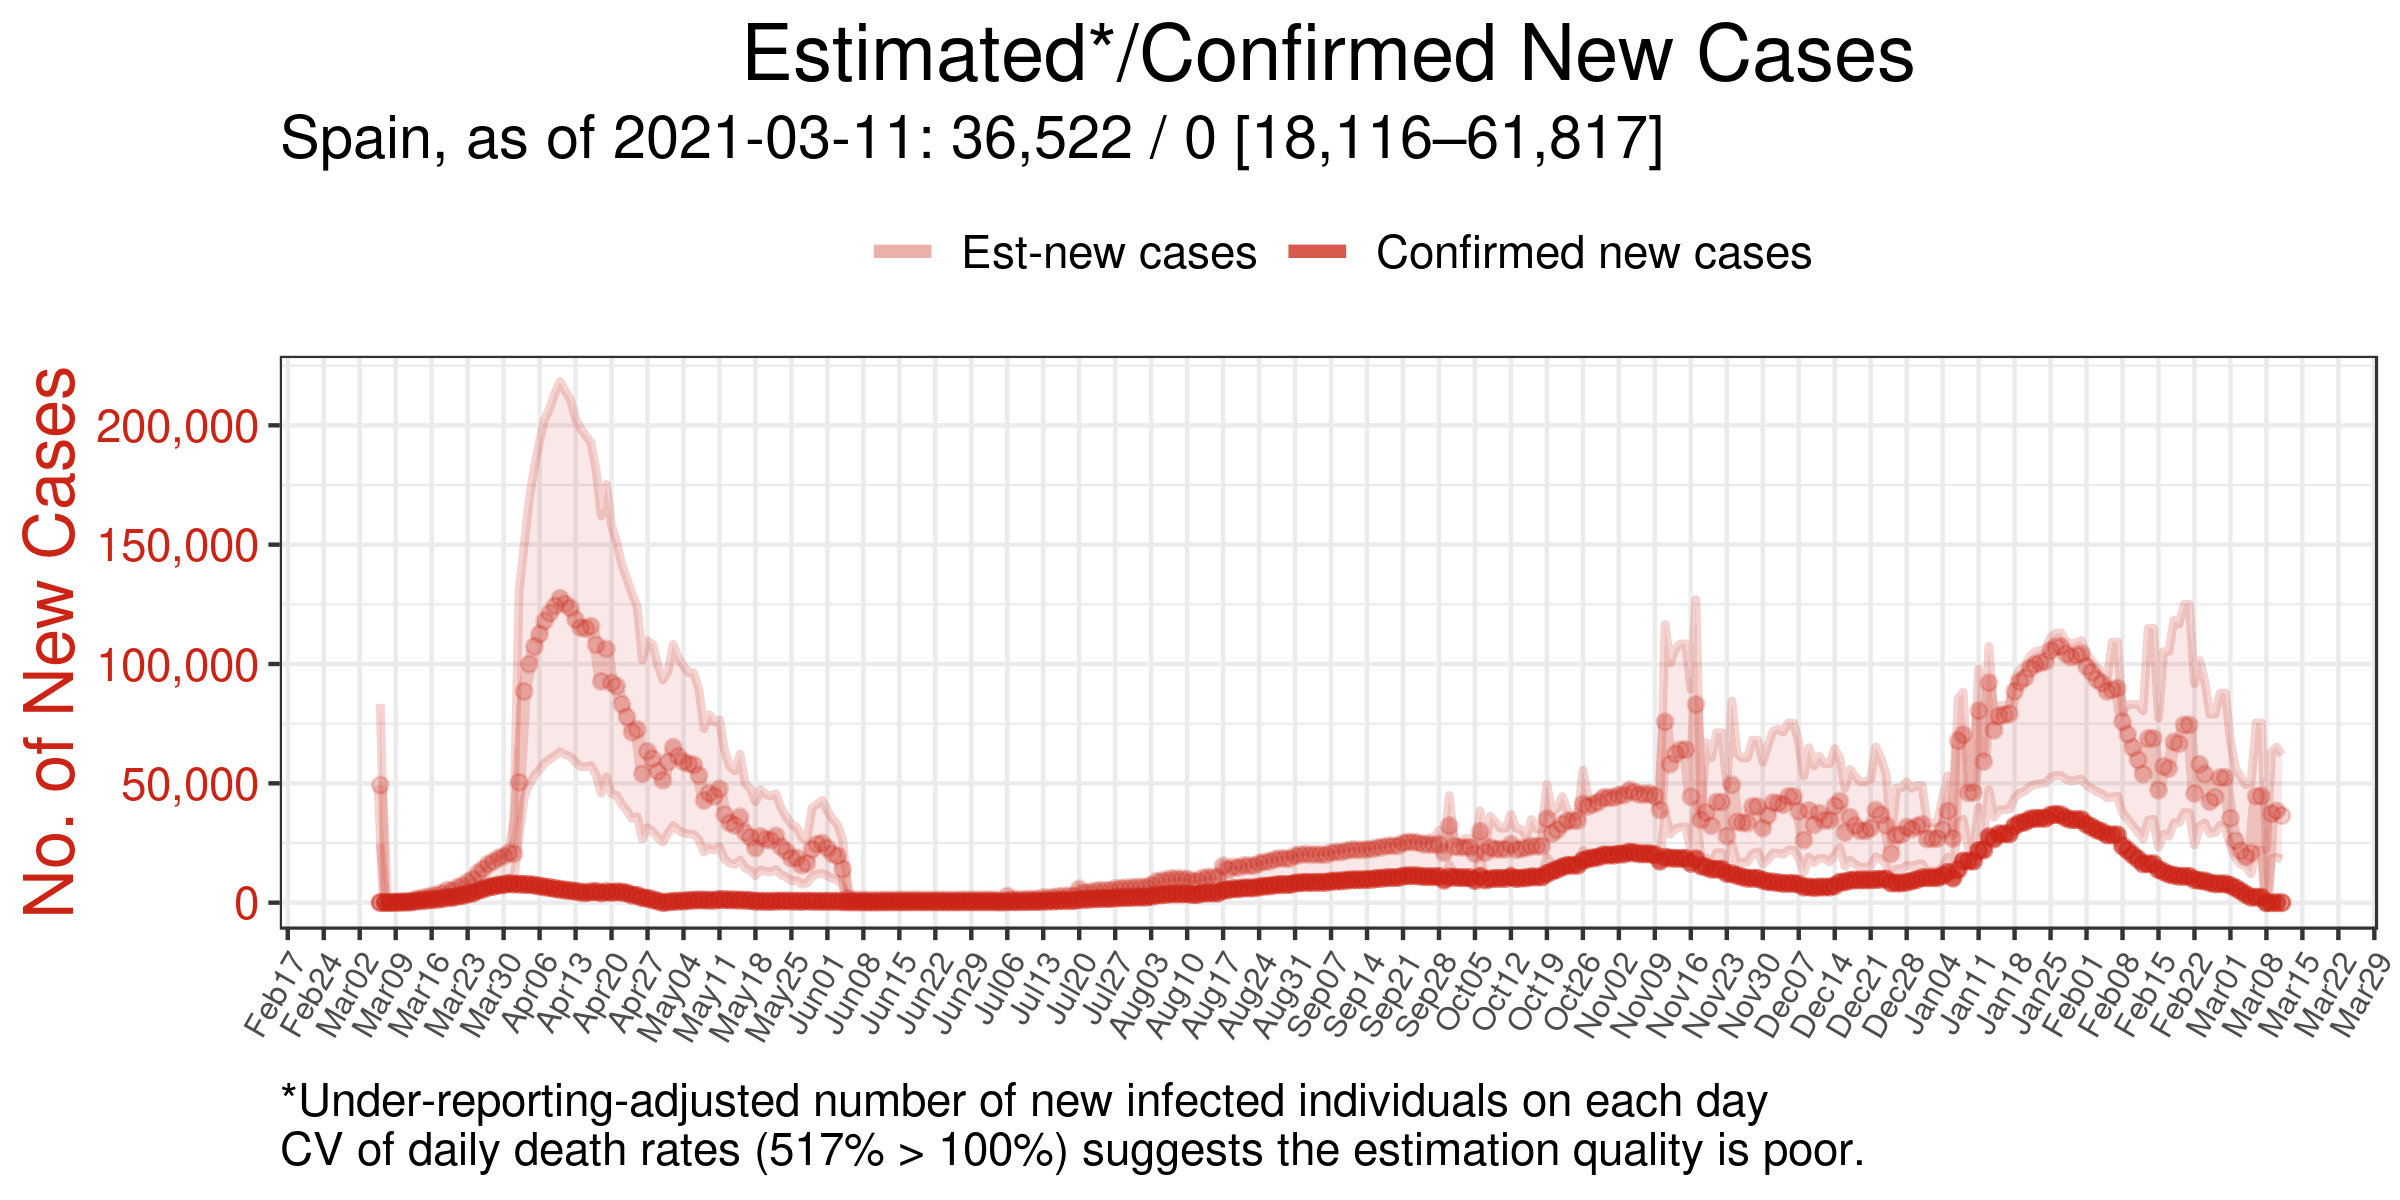 Estimated*/Confirmed New Cases
Spain, as of 2021-03-11: 36,522 / 0 [18,116–61,817]
Est-new cases
Confirmed new cases
No. of New Cases
200,000
150,000
100,000
50,000
0
Feb17
Feb24
Mar02
Mar09
Mar16
Mar23
Mar30
Apr06
Apr13
Apr20
Apr27
May04
May11
May18
May25
Jun01
Jun08
Jun15
Jun22
Jun29
Jul06
Jul13
Jul20
Jul27
Aug03
Aug10
Aug17
Aug24
Aug31
Sep07
Sep14
Sep21
Sep28
Oct05
Oct12
Oct19
Oct26
Nov02
Nov09
Nov16
Nov23
Nov30
Dec07
Dec14
Dec21
Dec28
Jan04
Jan11
Jan18
Jan25
Feb01
Feb08
Feb15
Feb22
Mar01
Mar08
Mar15
Mar22
Mar29
*Under-reporting-adjusted number of new infected individuals on each day
CV of daily death rates (517% > 100%) suggests the estimation quality is poor.